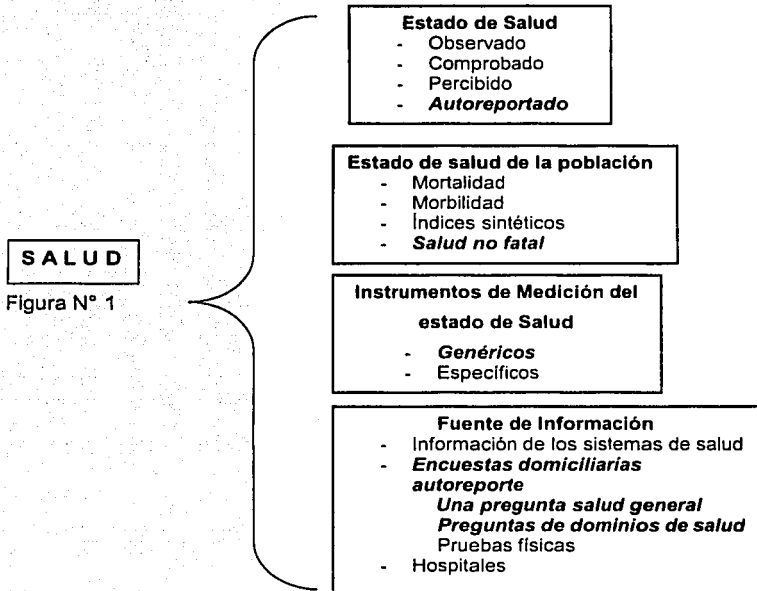 Estado de Salud
- Observado
- Comprobado
- Percibido
- Autoreportado
Estado de salud de la población
- Mortalidad
- Morbilidad
- Índices sintéticos
- Salud no fatal
SALUD
Figura N° 1
Instrumentos de Medición del
estado de Salud
- Genéricos
- Específicos
Fuente de Información
- Información de los sistemas de salud
- Encuestas domiciliarias
autoreporte
Una pregunta salud general
Preguntas de dominios de salud
Pruebas físicas
- Hospitales